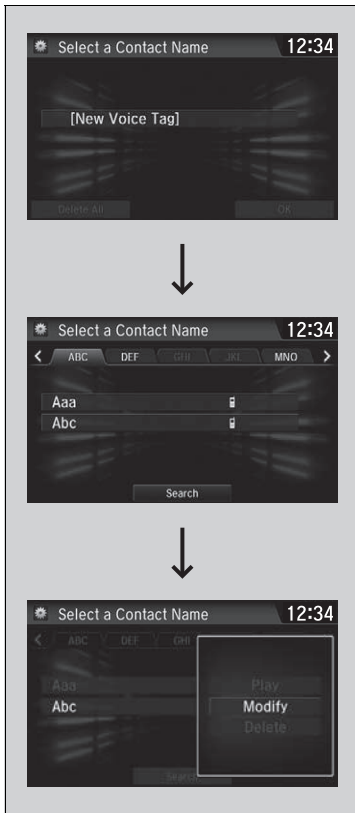 Select a Contact Name 12:34
[New Voice Tag]
Delete All OK
Select a Contact Name 12:34
ABC DEF GHI JKL MNO
Aaa
Abc
Search
Select a Contact Name 12:34
ABC DEF GHI
Aaa Play
Abc Modify
Delete
Search